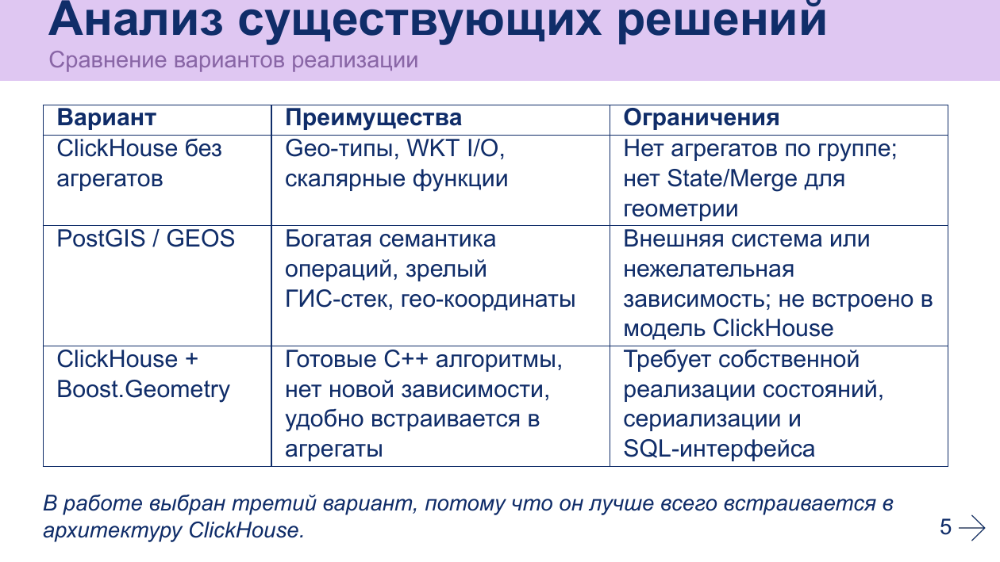 Анализ существующих решений
Сравнение вариантов реализации
Вариант
Преимущества
Ограничения
ClickHouse без
агрегатов
Geo-типы, WKT I/O,
скалярные функции
Нет агрегатов по группе;
нет State/Merge для
геометрии
PostGIS / GEOS
Богатая семантика
операций, зрелый
ГИС-стек, гео-координаты
Внешняя система или
нежелательная
зависимость; не встроено в
модель ClickHouse
ClickHouse +
Boost.Geometry
Готовые C++ алгоритмы,
нет новой зависимости,
удобно встраивается в
агрегаты
Требует собственной
реализации состояний,
сериализации и
SQL-интерфейса
В работе выбран третий вариант, потому что он лучше всего встраивается в
архитектуру ClickHouse.
5